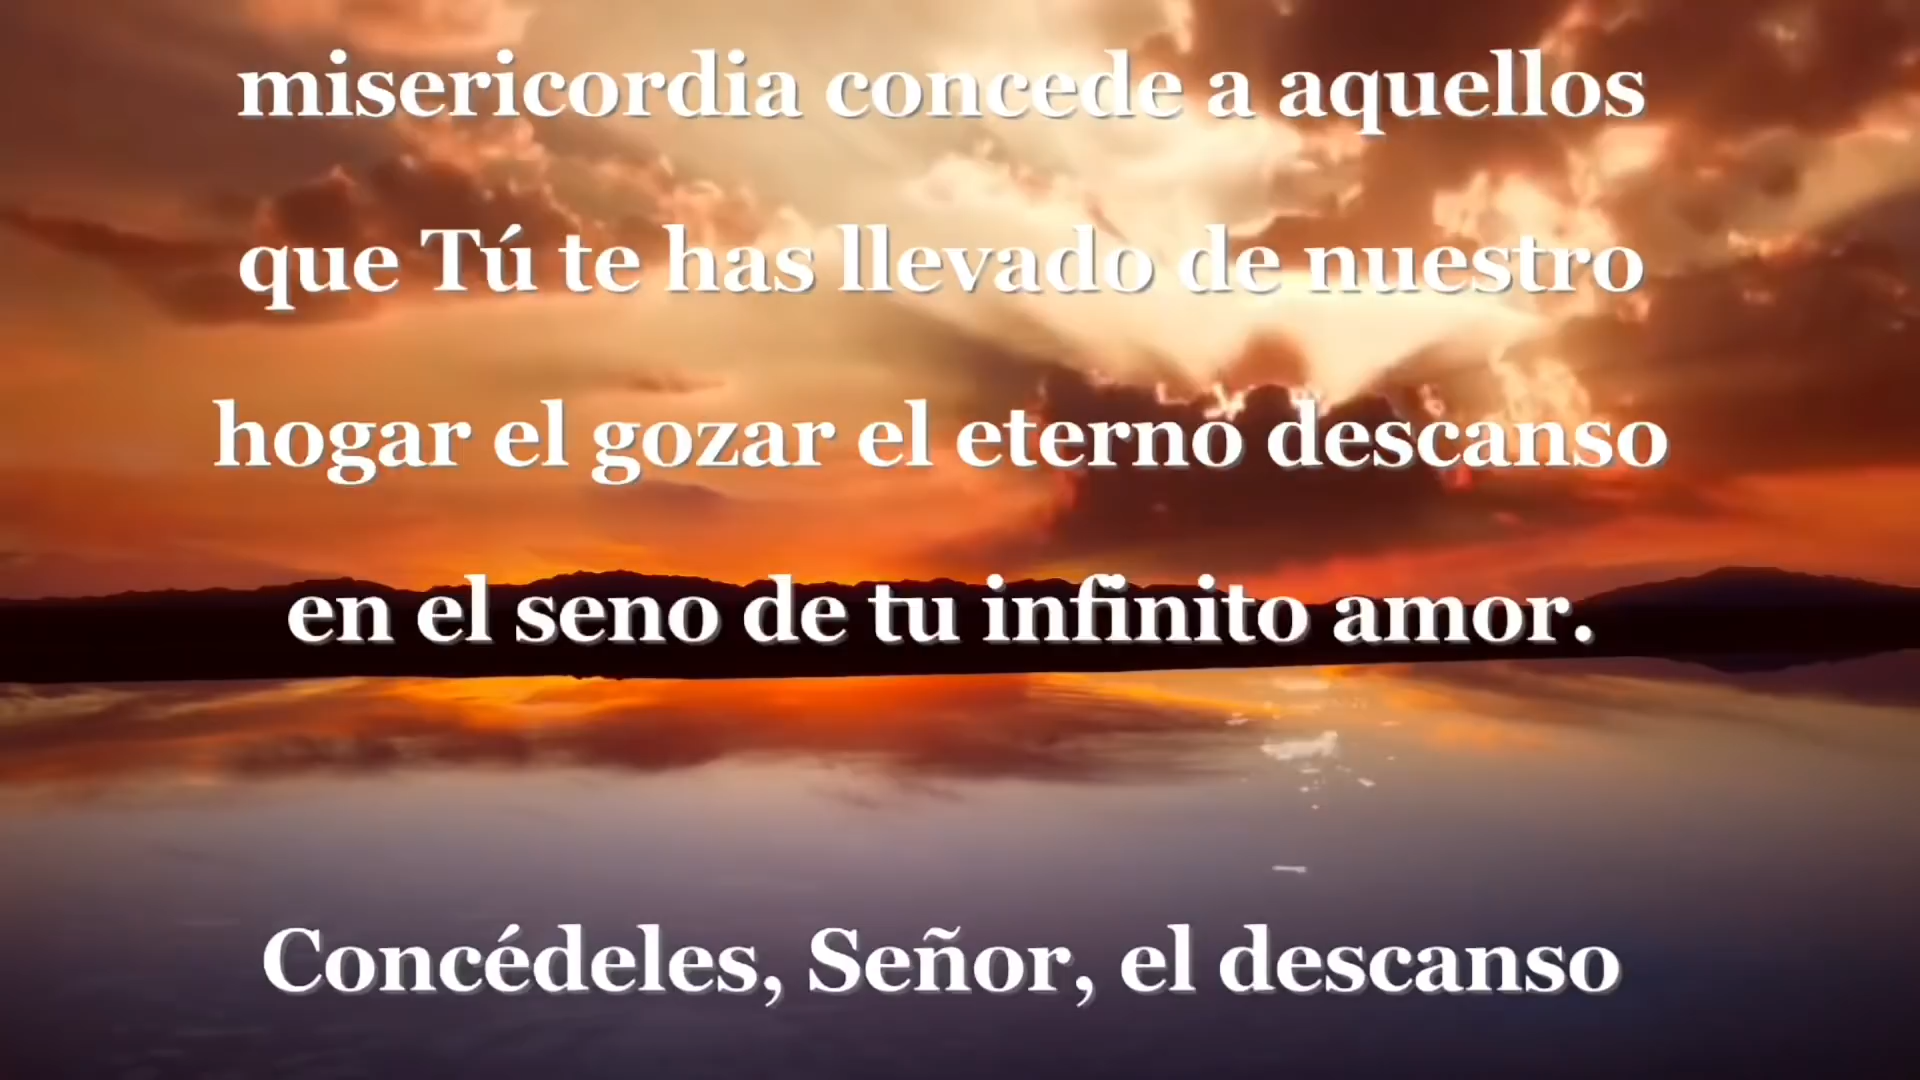 misericordia concede a aquellos
que Tú te has llevado de nuestro
hogar el gozar el eterno descanso
en el seno de tu infinito amor.
Concédeles, Señor, el descanso